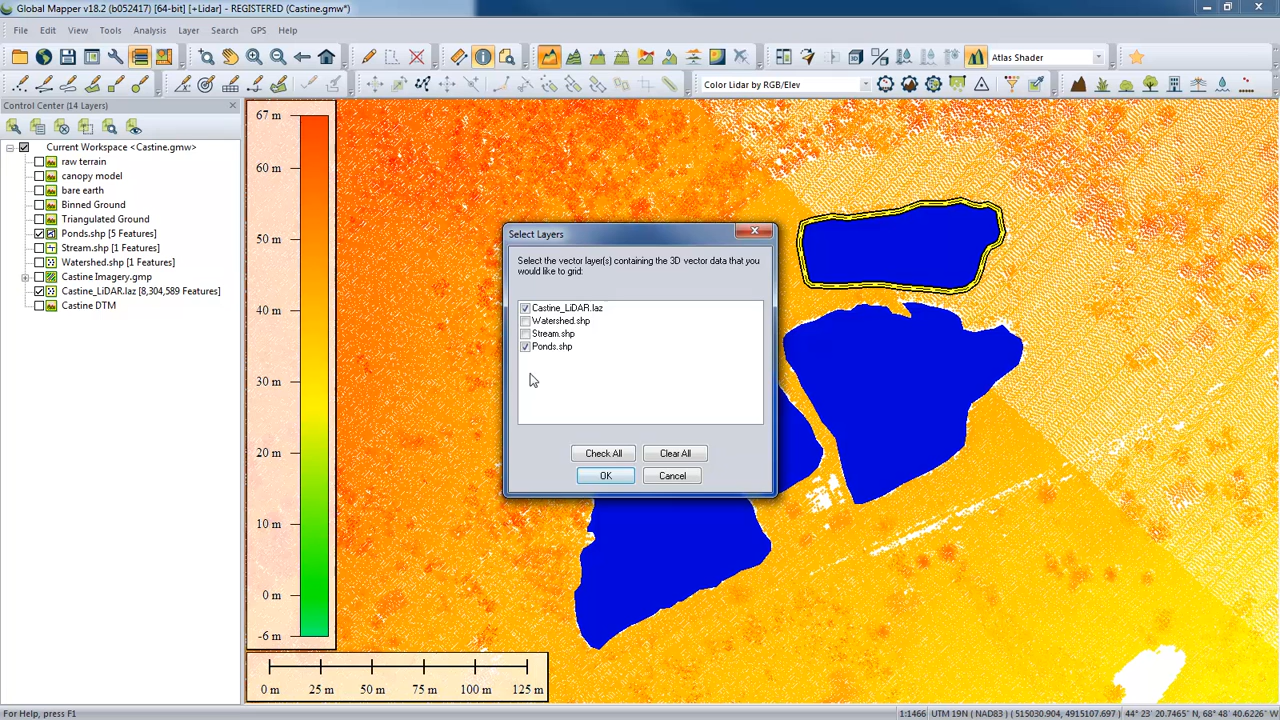 Global Mapper v18.2 (b052417) [64-bit] [+Lidar] - REGISTERED (Castine.gmw*)
File Edit View Tools Analysis Layer Search GPS Help
Atlas Shader
Color Lidar by RGB/Elev
Control Center (14 Layers)
Current Workspace <Castine.gmw>
raw terrain
canopy model
bare earth
Binned Ground
Triangulated Ground
Ponds.shp [5 Features]
Stream.shp [1 Features]
Watershed.shp [1 Features]
Castine Imagery.gmp
Castine_LiDAR.laz [8,304,589 Features]
Castine DTM
67 m
60 m
50 m
40 m
30 m
20 m
10 m
0 m
-6 m
Select Layers
Select the vector layer(s) containing the 3D vector data that you
would like to grid:
Castine_LiDAR.laz
Watershed.shp
Stream.shp
Ponds.shp
Check All Clear All
OK Cancel
0 m 25 m 50 m 75 m 100 m 125 m
For Help, press F1
1:1466 UTM 19N (NAD83) ( 515030.904, 4915107.697) 44° 23' 20.7465" N, 68° 48' 40.6226" W